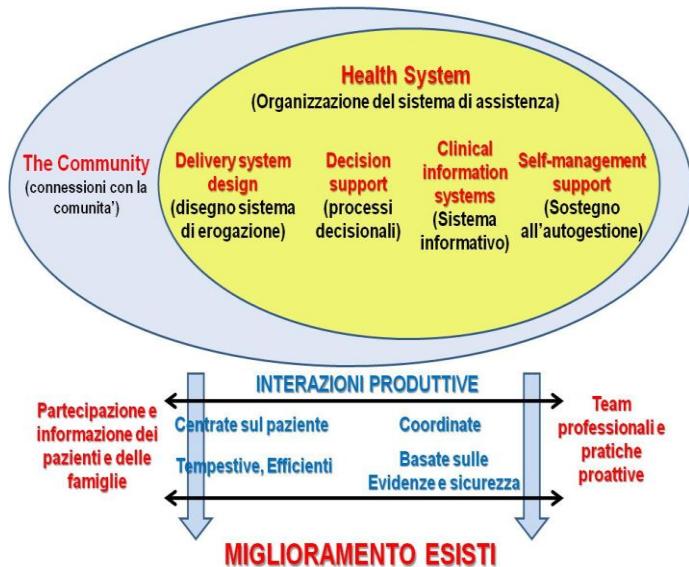 Health System
(Organizzazione del sistema di assistenza)
The Community
(connessioni con la
comunita')
Delivery system
design
(disegno sistema
di erogazione)
Decision
support
(processi
decisionali)
Clinical
information
systems
(Sistema
informativo)
Self-management
support
(Sostegno
all'autogestione)
INTERAZIONI PRODUTTIVE
Partecipazione e
informazione dei
pazienti e delle
famiglie
Centrate sul paziente
Coordinate
Tempestive, Efficienti
Basate sulle
Evidenze e sicurezza
Team
professionali e
pratiche
proattive
MIGLIORAMENTO ESISTI